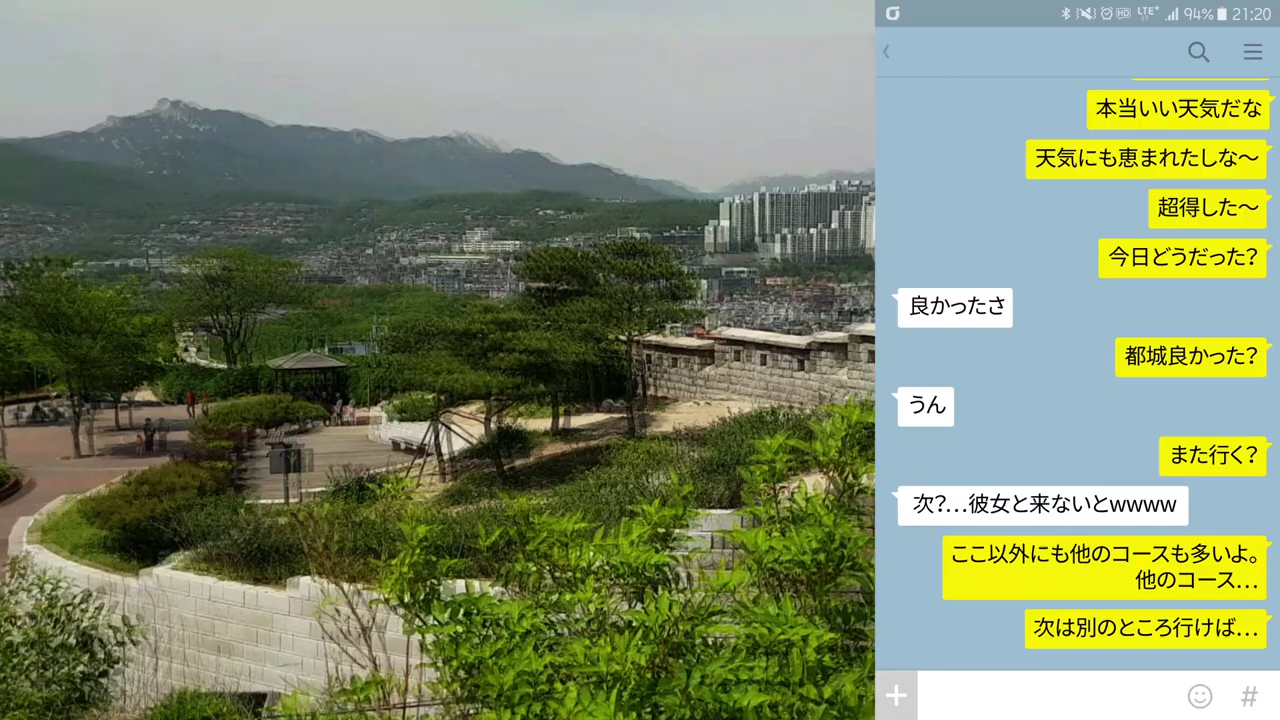 HD LTE+ 94% 21:20
本当いい天気だな
天気にも恵まれたしな〜
超得した〜
今日どうだった?
良かったさ
都城良かった?
うん
また行く?
次?...彼女と来ないとwwww
ここ以外にも他のコースも多いよ。
他のコース...
次は別のところ行けば...
#